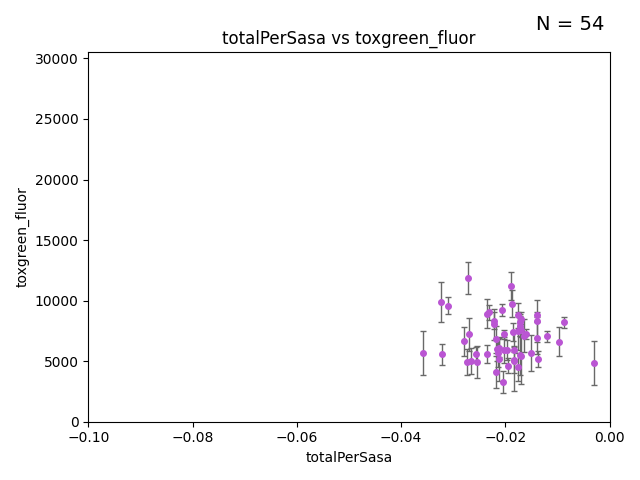 N = 54
totalPerSasa vs toxgreen_fluor
30000
25000
20000
15000
10000
5000
0
toxgreen_fluor
−0.10 −0.08 −0.06 −0.04 −0.02 0.00
totalPerSasa